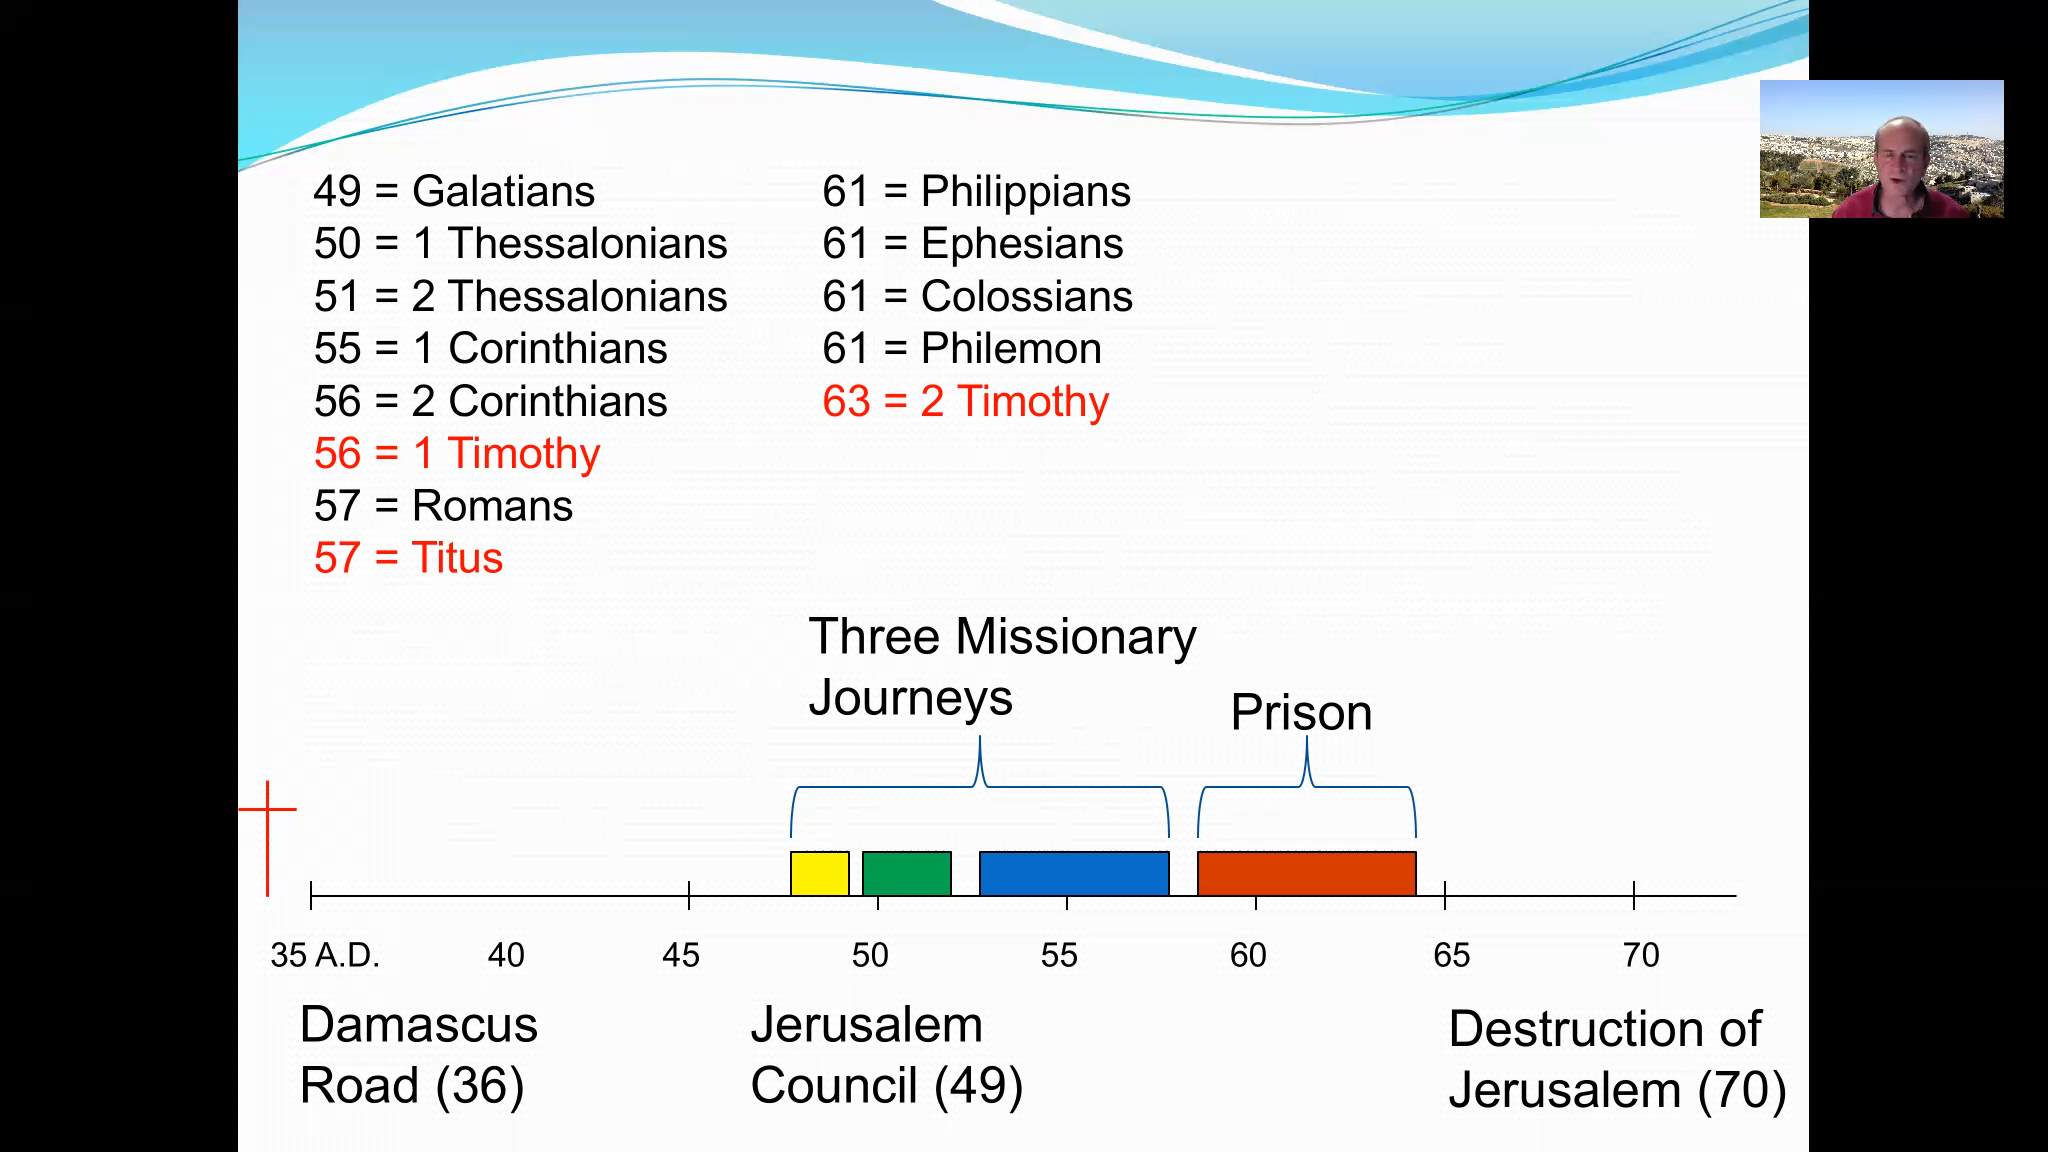 49 = Galatians
50 = 1 Thessalonians
51 = 2 Thessalonians
55 = 1 Corinthians
56 = 2 Corinthians
56 = 1 Timothy
57 = Romans
57 = Titus
61 = Philippians
61 = Ephesians
61 = Colossians
61 = Philemon
63 = 2 Timothy
Three Missionary
Journeys
Prison
35 A.D. 40 45 50 55 60 65 70
Damascus
Road (36)
Jerusalem
Council (49)
Destruction of
Jerusalem (70)